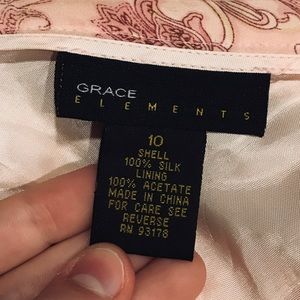 GRACE
ELEMENTS
10
SHELL
100% SILK
LINING
100% ACETATE
MADE IN CHINA
FOR CARE SEE
REVERSE
RN 93178